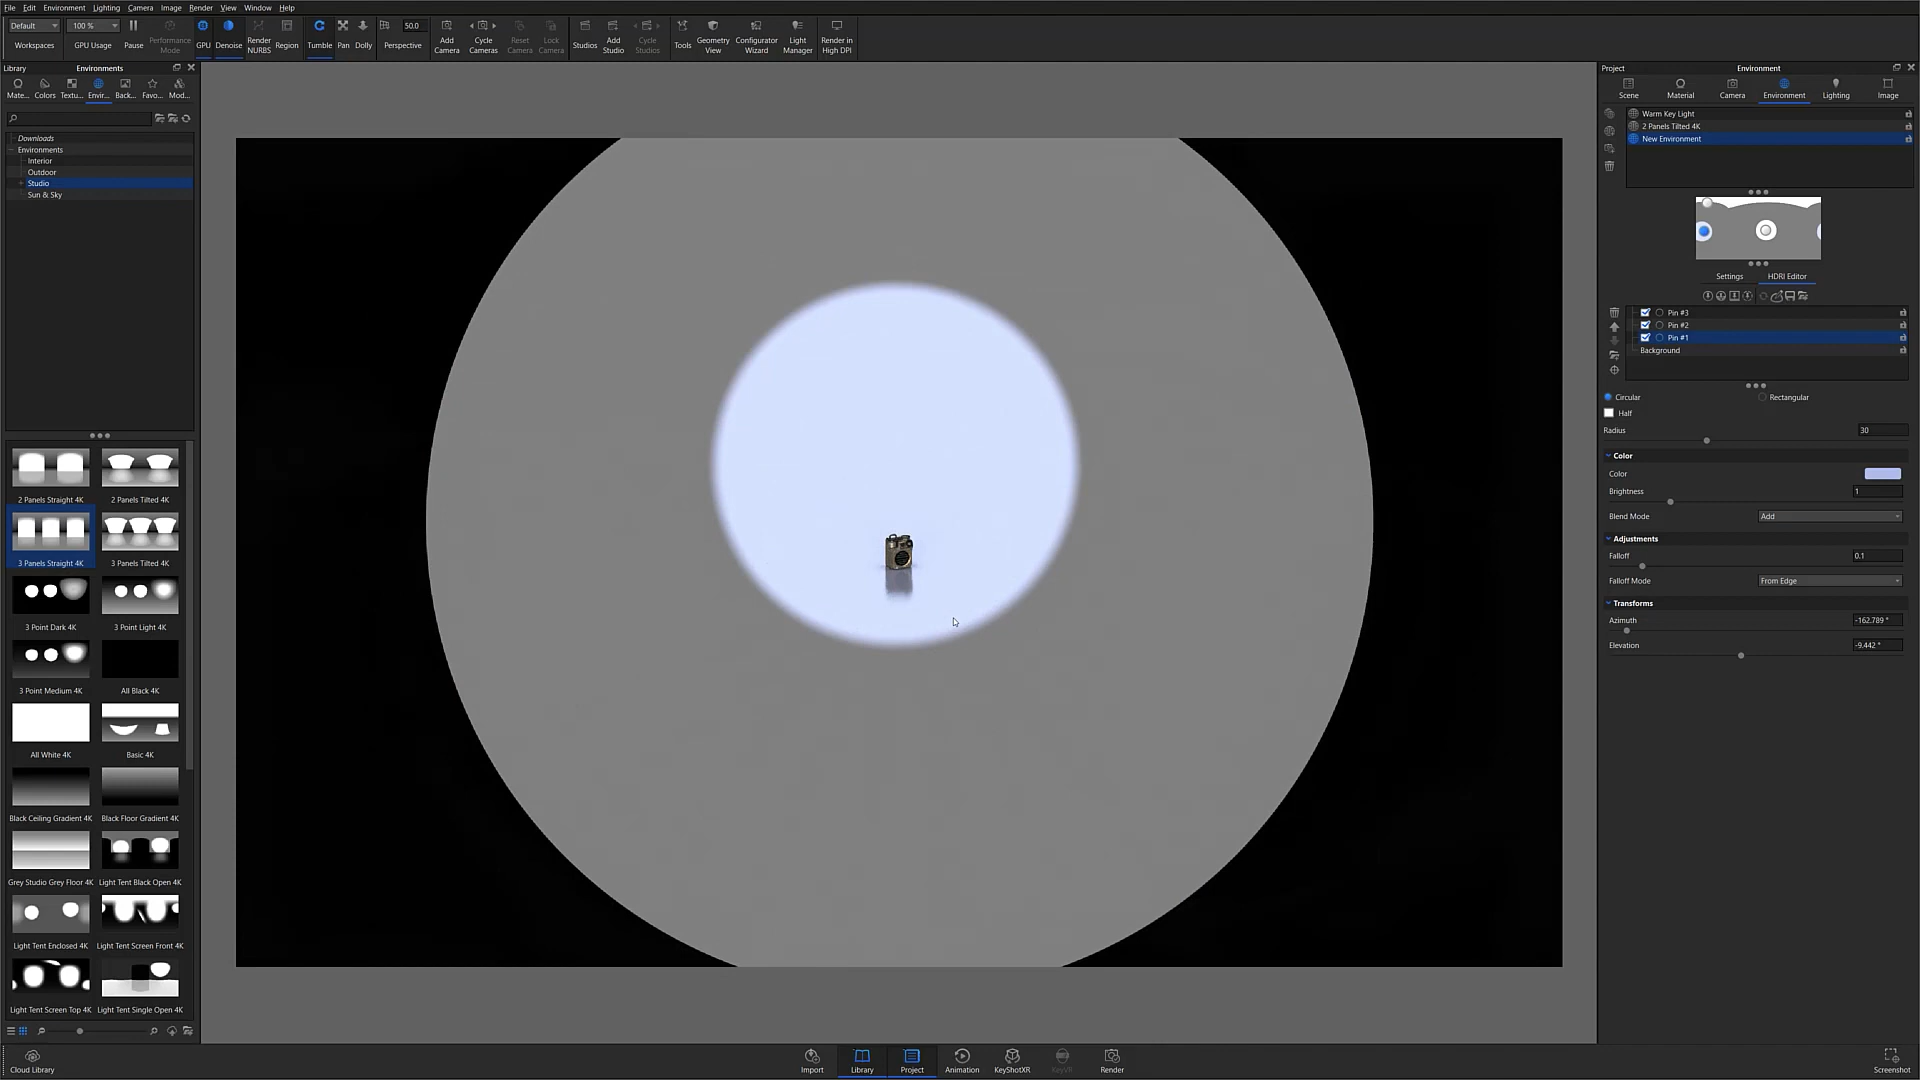 File Edit Environment Lighting Camera Image Render View Window Help
Default 100 % 50.0
Workspaces GPU Usage Pause Performance Mode GPU Denoise Render NURBS Region Tumble Pan Dolly Perspective Add Camera Cycle Cameras Reset Camera Lock Camera Studios Add Studio Cycle Studios Tools Geometry View Configurator Wizard Light Manager Render in High DPI
Library Environments
Mate... Colors Textu... Envir... Back... Favo... Mod...
Downloads
Environments
Interior
Outdoor
Studio
Sun & Sky
2 Panels Straight 4K 2 Panels Tilted 4K
3 Panels Straight 4K 3 Panels Tilted 4K
3 Point Dark 4K 3 Point Light 4K
3 Point Medium 4K All Black 4K
All White 4K Basic 4K
Black Ceiling Gradient 4K Black Floor Gradient 4K
Grey Studio Grey Floor 4K Light Tent Black Open 4K
Light Tent Enclosed 4K Light Tent Screen Front 4K
Light Tent Screen Top 4K Light Tent Single Open 4K
Cloud Library
Import Library Project Animation KeyShotXR KeyVR Render
Screenshot
Project Environment
Scene Material Camera Environment Lighting Image
Warm Key Light
2 Panels Tilted 4K
New Environment
Settings HDRI Editor
Pin #3
Pin #2
Pin #1
Background
Circular Rectangular
Half
Radius 30
Color
Color
Brightness 1
Blend Mode Add
Adjustments
Falloff 0.1
Falloff Mode From Edge
Transforms
Azimuth -162.789 °
Elevation -9.442 °